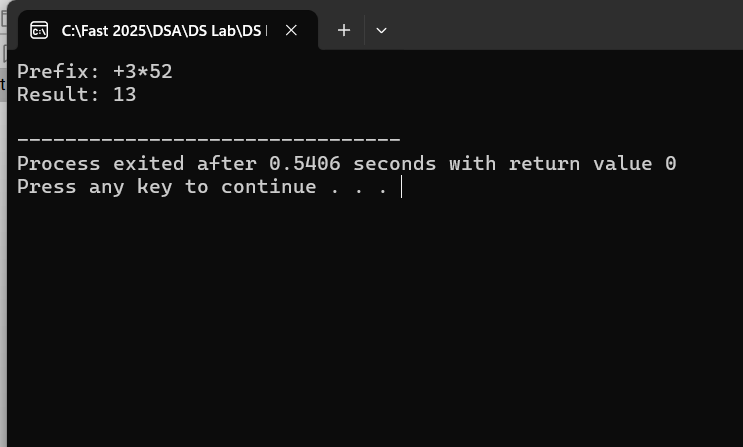 C:\Fast 2025\DSA\DS Lab\DS
Prefix: +3*52
Result: 13
--------------------------------
Process exited after 0.5406 seconds with return value 0
Press any key to continue . . .